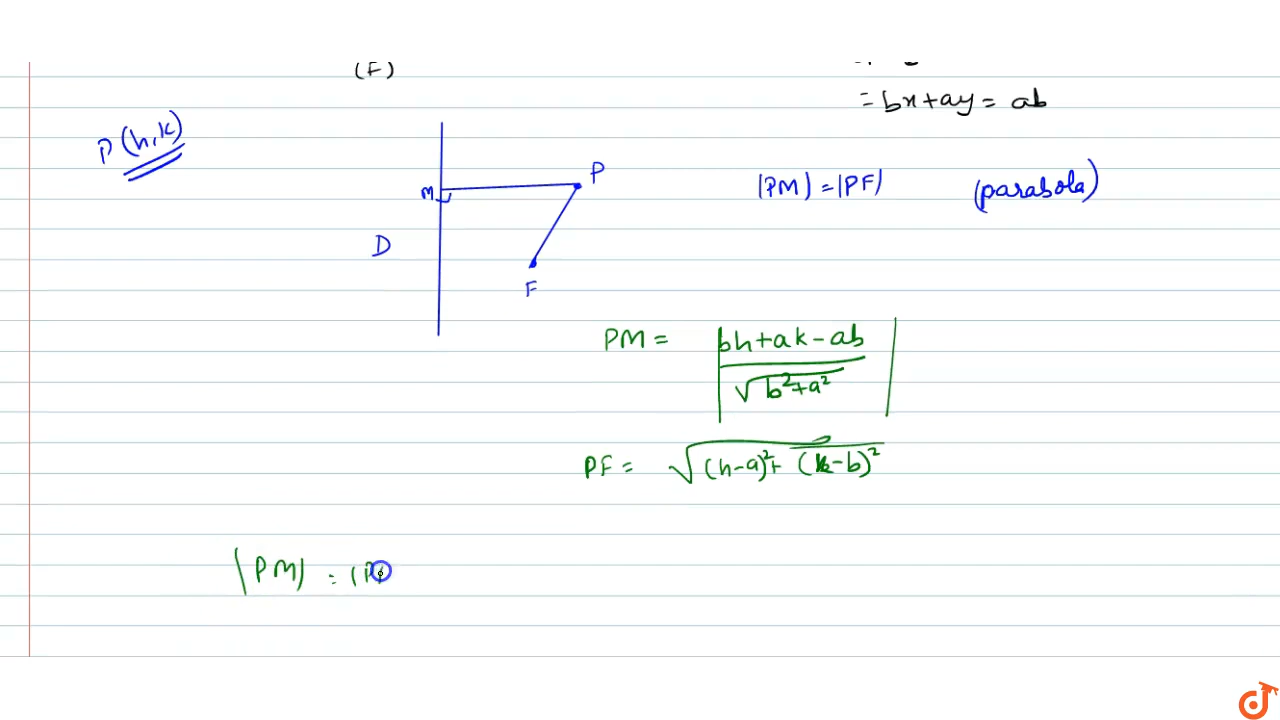 (F)
= bx+ay = ab
P(h,k)
P
M
|PM| = |PF| (parabola)
D
F
PM = |bh+ak-ab / √b²+a²|
PF = √(h-a)²+(k-b)²
|PM| = |P